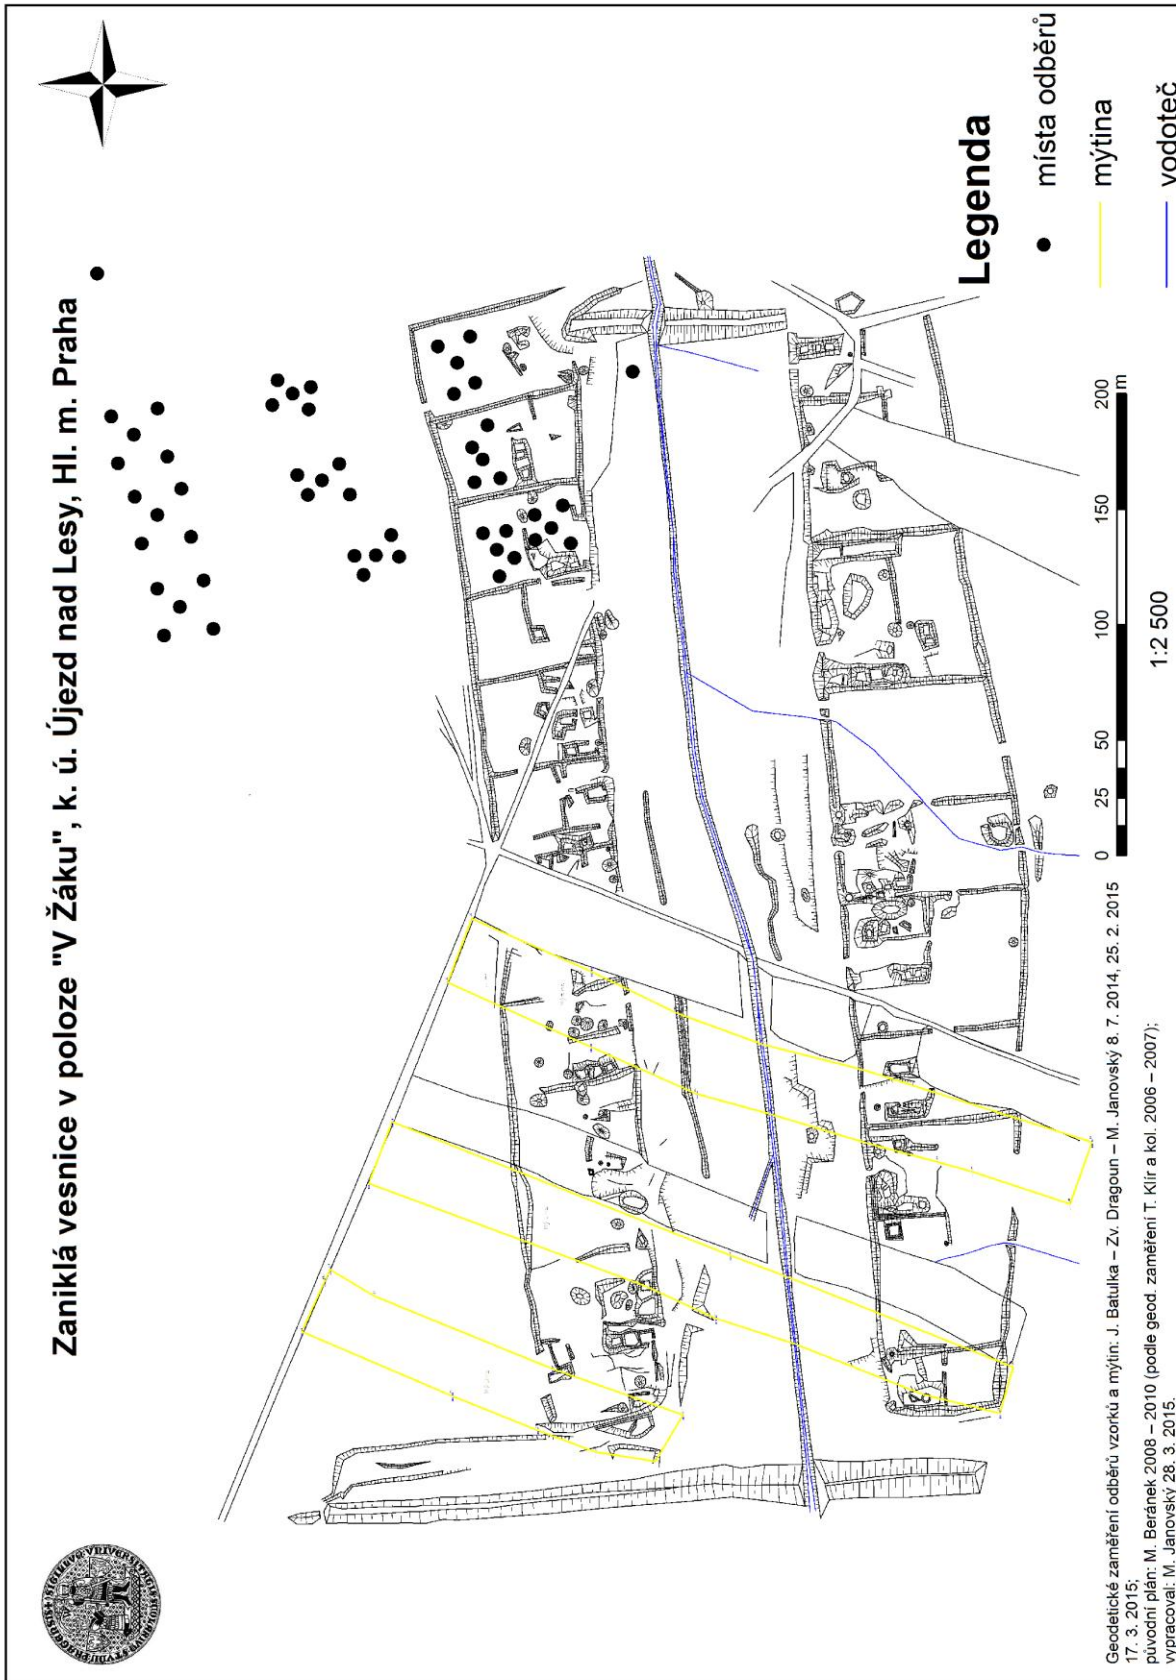 Zaniklá vesnice v poloze "V Žáku", k. ú. Újezd nad Lesy, Hl. m. Praha
Legenda
místa odběrů
mýtina
vodoteč
0 25 50 100 150 200
m
1:2 500
Geodetické zaměření odběrů vzorků a mýtin: J. Batulka – Zv. Dragoun – M. Janovský 8. 7. 2014, 25. 2. 2015
17. 3. 2015;
původní plán: M. Beránek 2008 – 2010 (podle geod. zaměření T. Klír a kol. 2006 – 2007);
vypracoval: M. Janovský 28. 3. 2015.